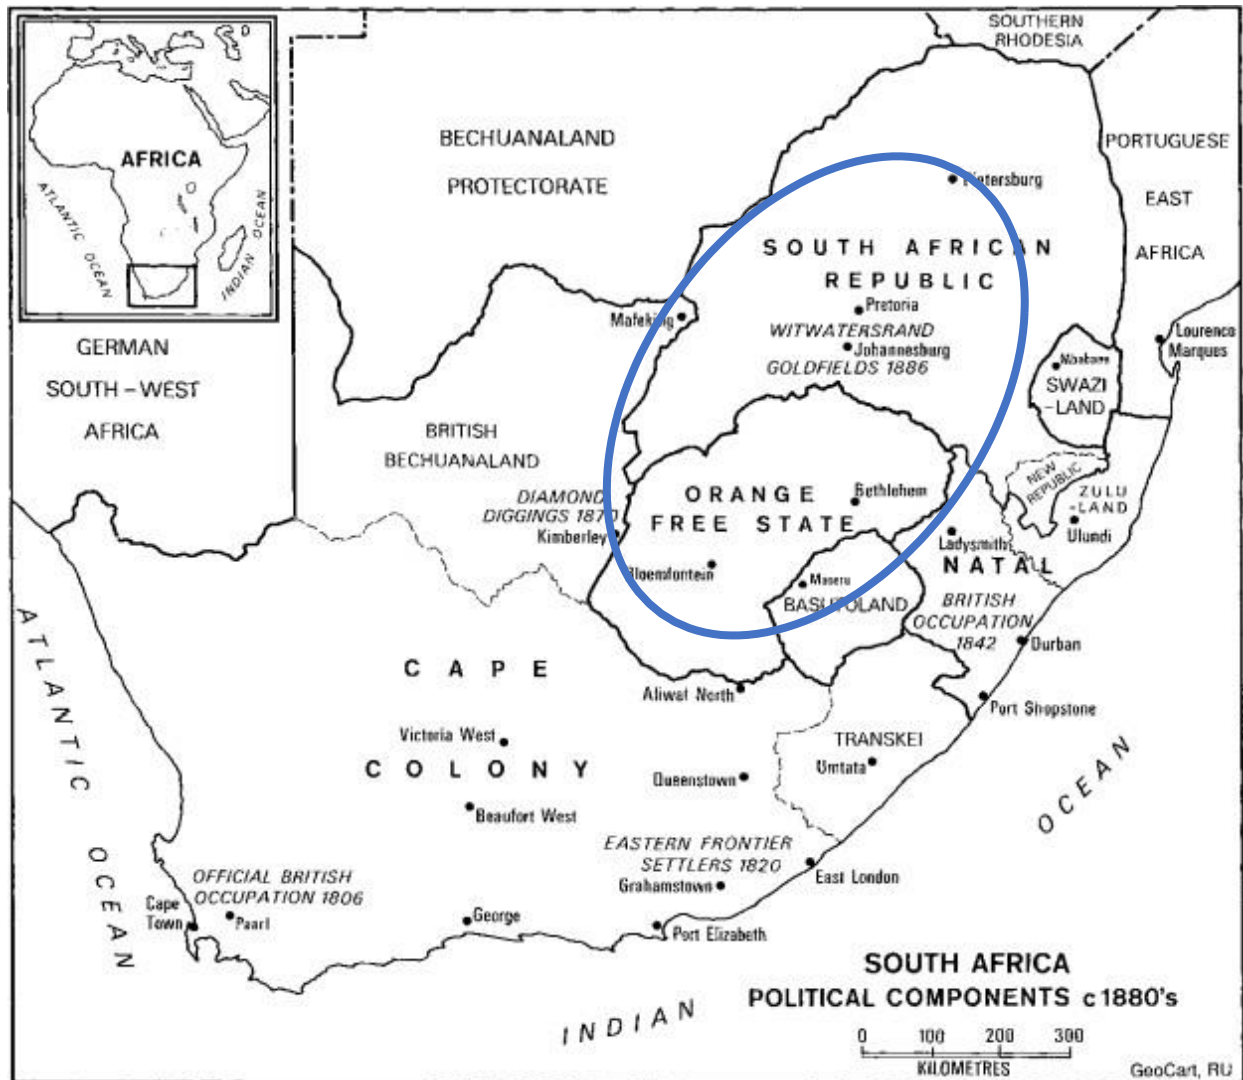 SOUTHERN
RHODESIA
AFRICA
ATLANTIC OCEAN
INDIAN OCEAN
BECHUANALAND
PROTECTORATE
PORTUGUESE
EAST
AFRICA
Pietersburg
SOUTH AFRICAN
REPUBLIC
Pretoria
WITWATERSRAND
Johannesburg
GOLDFIELDS 1886
Mafeking
Lourenco
Marques
Mbabane
SWAZI
-LAND
GERMAN
SOUTH-WEST
AFRICA
BRITISH
BECHUANALAND
DIAMOND
DIGGINGS 1870
Kimberley
ORANGE
FREE STATE
Bethlehem
Bloemfontein
NEW
REPUBLIC
ZULU
-LAND
Ulundi
Ladysmith
NATAL
Maseru
BASUTOLAND
BRITISH
OCCUPATION
1842
Durban
CAPE
COLONY
Aliwat North
Port Shopstone
Victoria West
TRANSKEI
Umtata
Queenstown
Beaufort West
EASTERN FRONTIER
SETTLERS 1820
Grahamstown
East London
OFFICIAL BRITISH
OCCUPATION 1806
Cape
Town
Paarl
George
Port Elizabeth
ATLANTIC OCEAN
INDIAN OCEAN
SOUTH AFRICA
POLITICAL COMPONENTS c1880's
0 100 200 300
KILOMETRES
GeoCart, RU